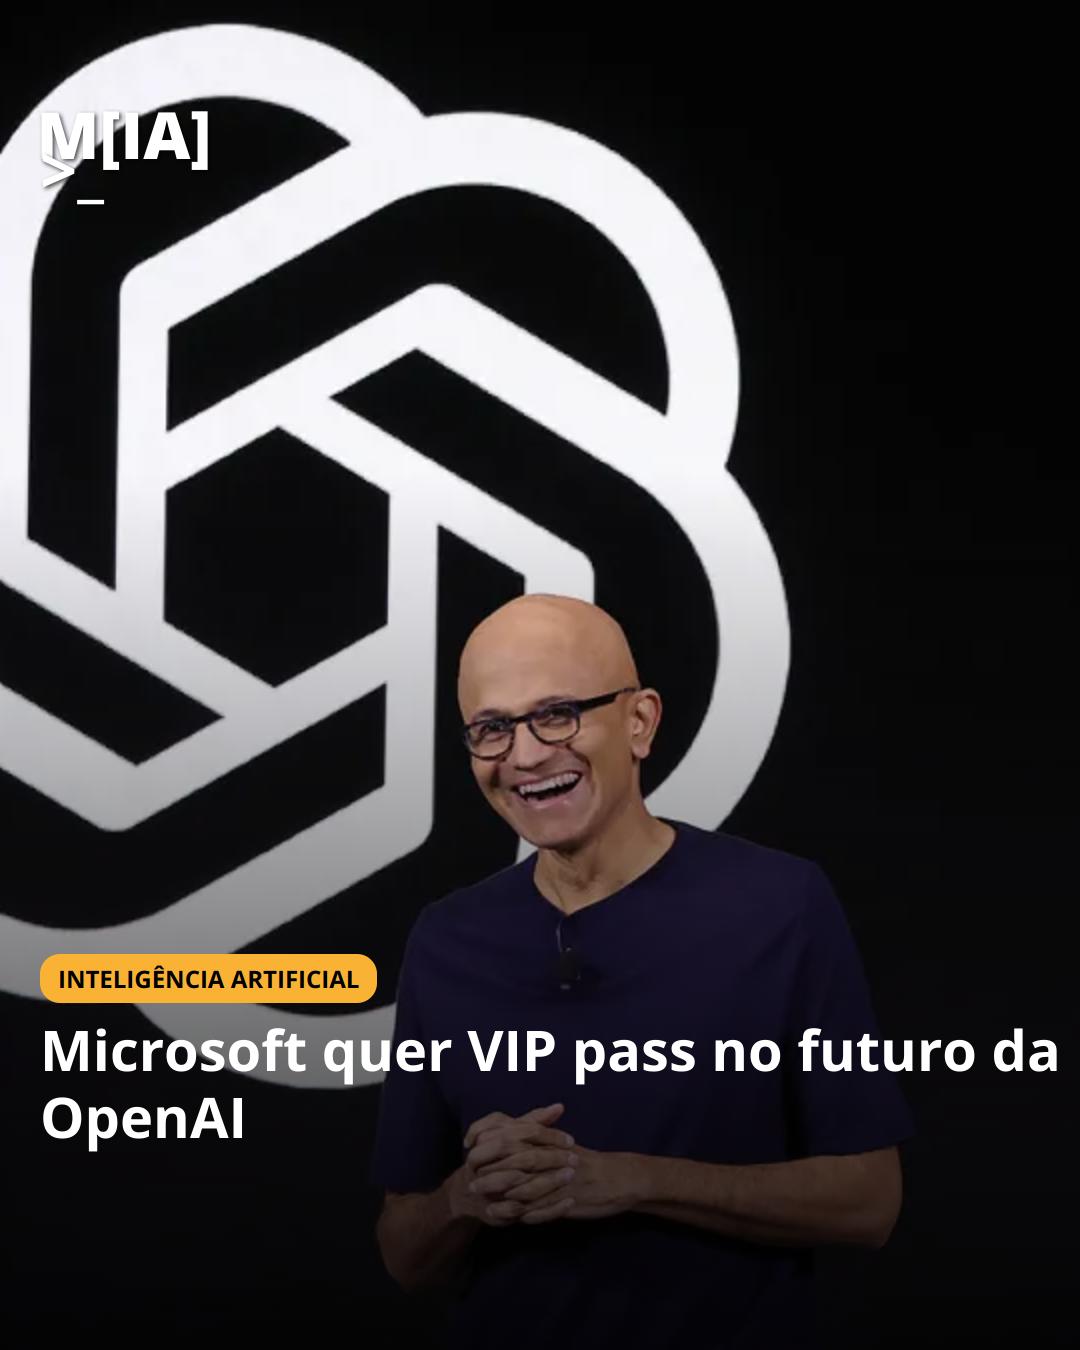 M[IA]
>_
INTELIGÊNCIA ARTIFICIAL
Microsoft quer VIP pass no futuro da
OpenAI